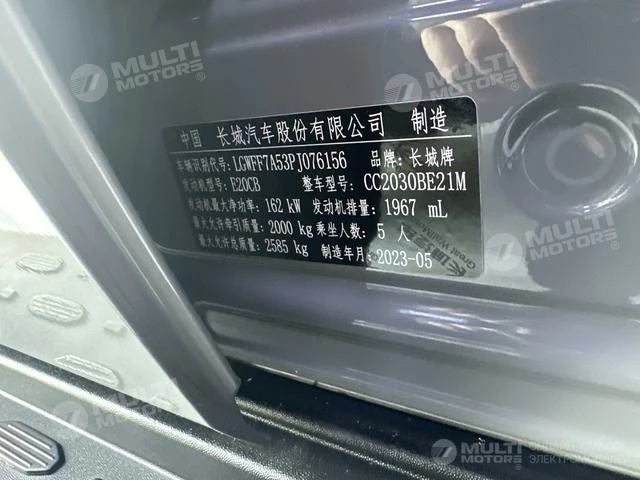 MULTI MOTORS
MULTI MOTORS
中国 长城汽车股份有限公司 制造
车辆识别代号: LGWFF7A53PJ076156 品牌: 长城牌
发动机型号: E20CB 整车型号: CC2030BE21M
发动机最大净功率: 162 kW 发动机排量: 1967 mL
最大允许牵引质量: 2000 kg 乘坐人数: 5 人
最大允许总质量: 2585 kg 制造年月: 2023-05
MULTI MOTORS
MULTI MOTORS
MULTI MOTORS
ЭЛЕКТРОМОБИЛ